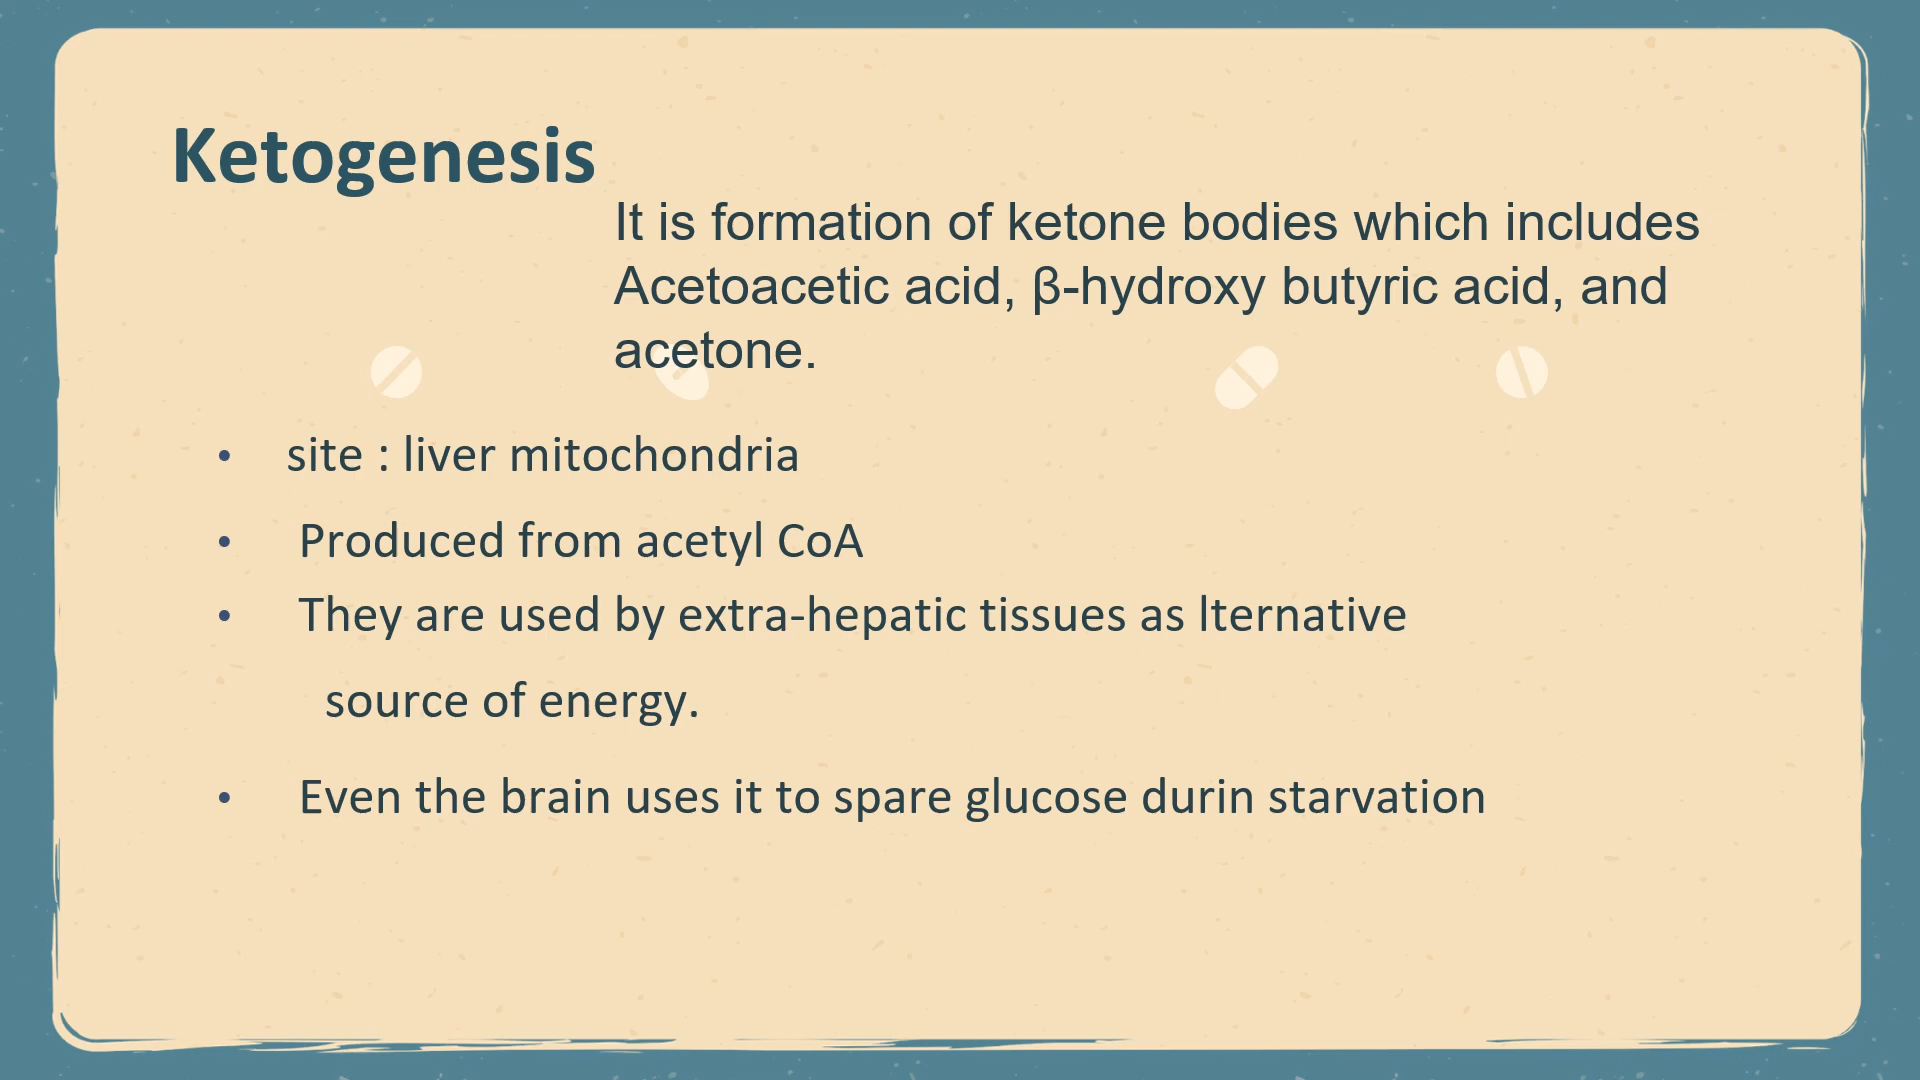 Ketogenesis
It is formation of ketone bodies which includes
Acetoacetic acid, β-hydroxy butyric acid, and
acetone.
• site : liver mitochondria
• Produced from acetyl CoA
• They are used by extra-hepatic tissues as lternative
source of energy.
• Even the brain uses it to spare glucose durin starvation